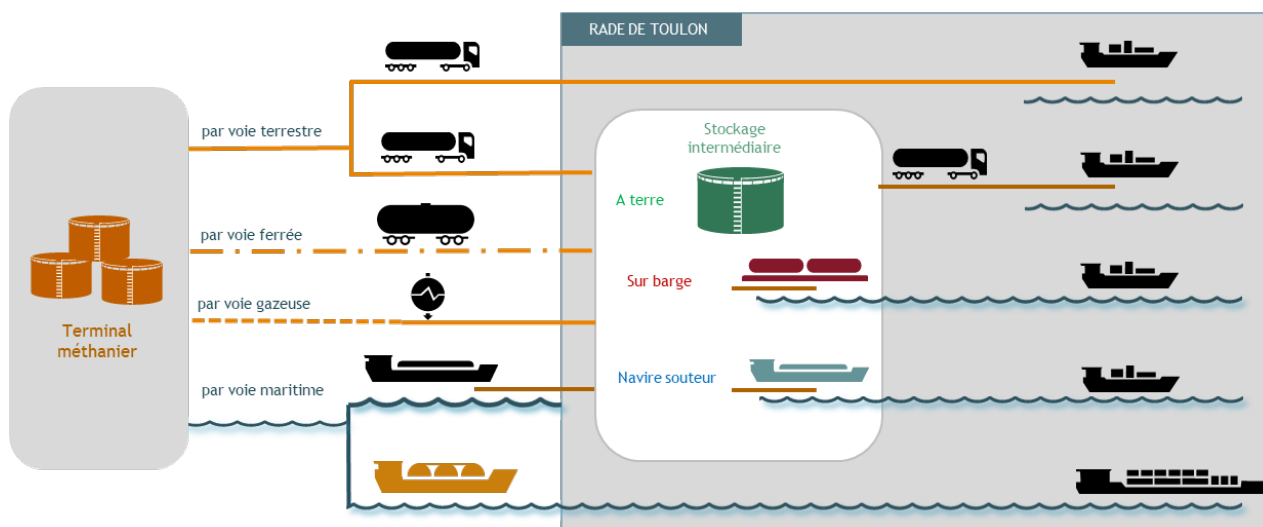 RADE DE TOULON
par voie terrestre
Stockage
intermédiaire
A terre
par voie ferrée
Sur barge
par voie gazeuse
Terminal
méthanier
Navire souteur
par voie maritime